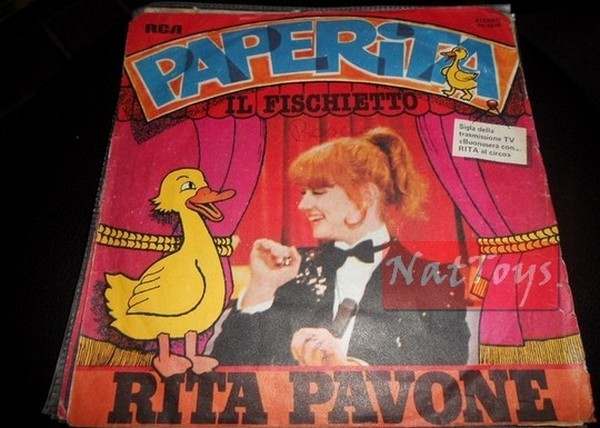 RCA
STEREO
PAPERITA
IL FISCHIETTO
Sigla della
trasmissione TV
«Buonasera con...
RITA al circo»
NatToys
RITA PAVONE